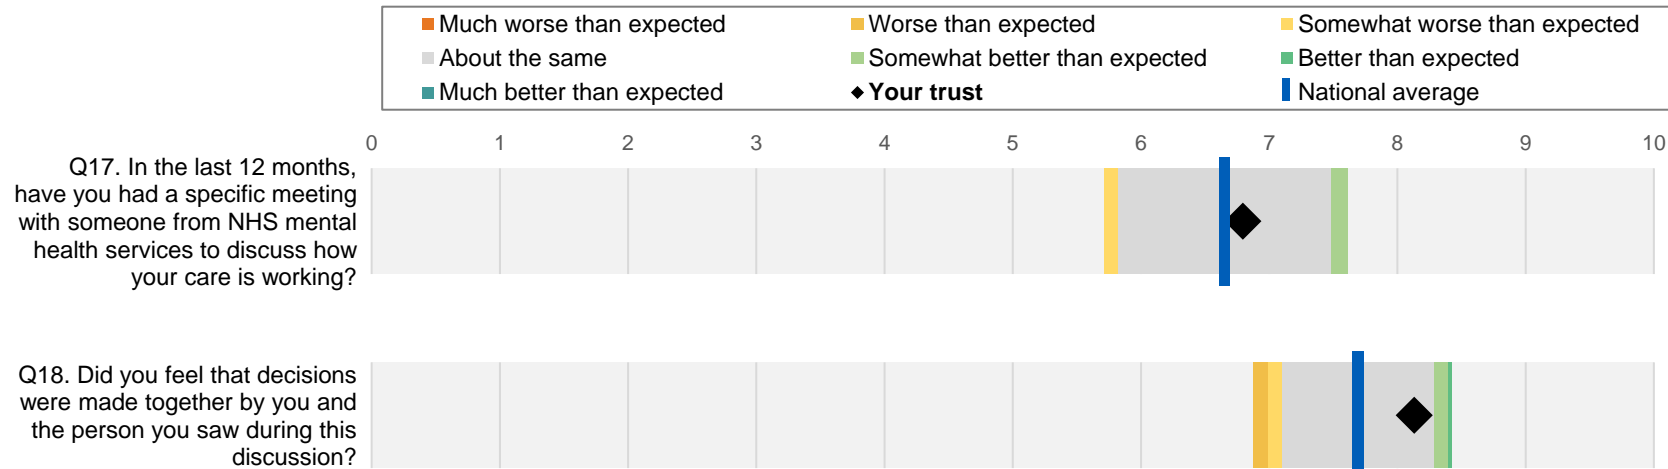 Much worse than expected
Worse than expected
Somewhat worse than expected
About the same
Somewhat better than expected
Better than expected
Much better than expected
Your trust
National average
0 1 2 3 4 5 6 7 8 9 10
Q17. In the last 12 months,
have you had a specific meeting
with someone from NHS mental
health services to discuss how
your care is working?
Q18. Did you feel that decisions
were made together by you and
the person you saw during this
discussion?